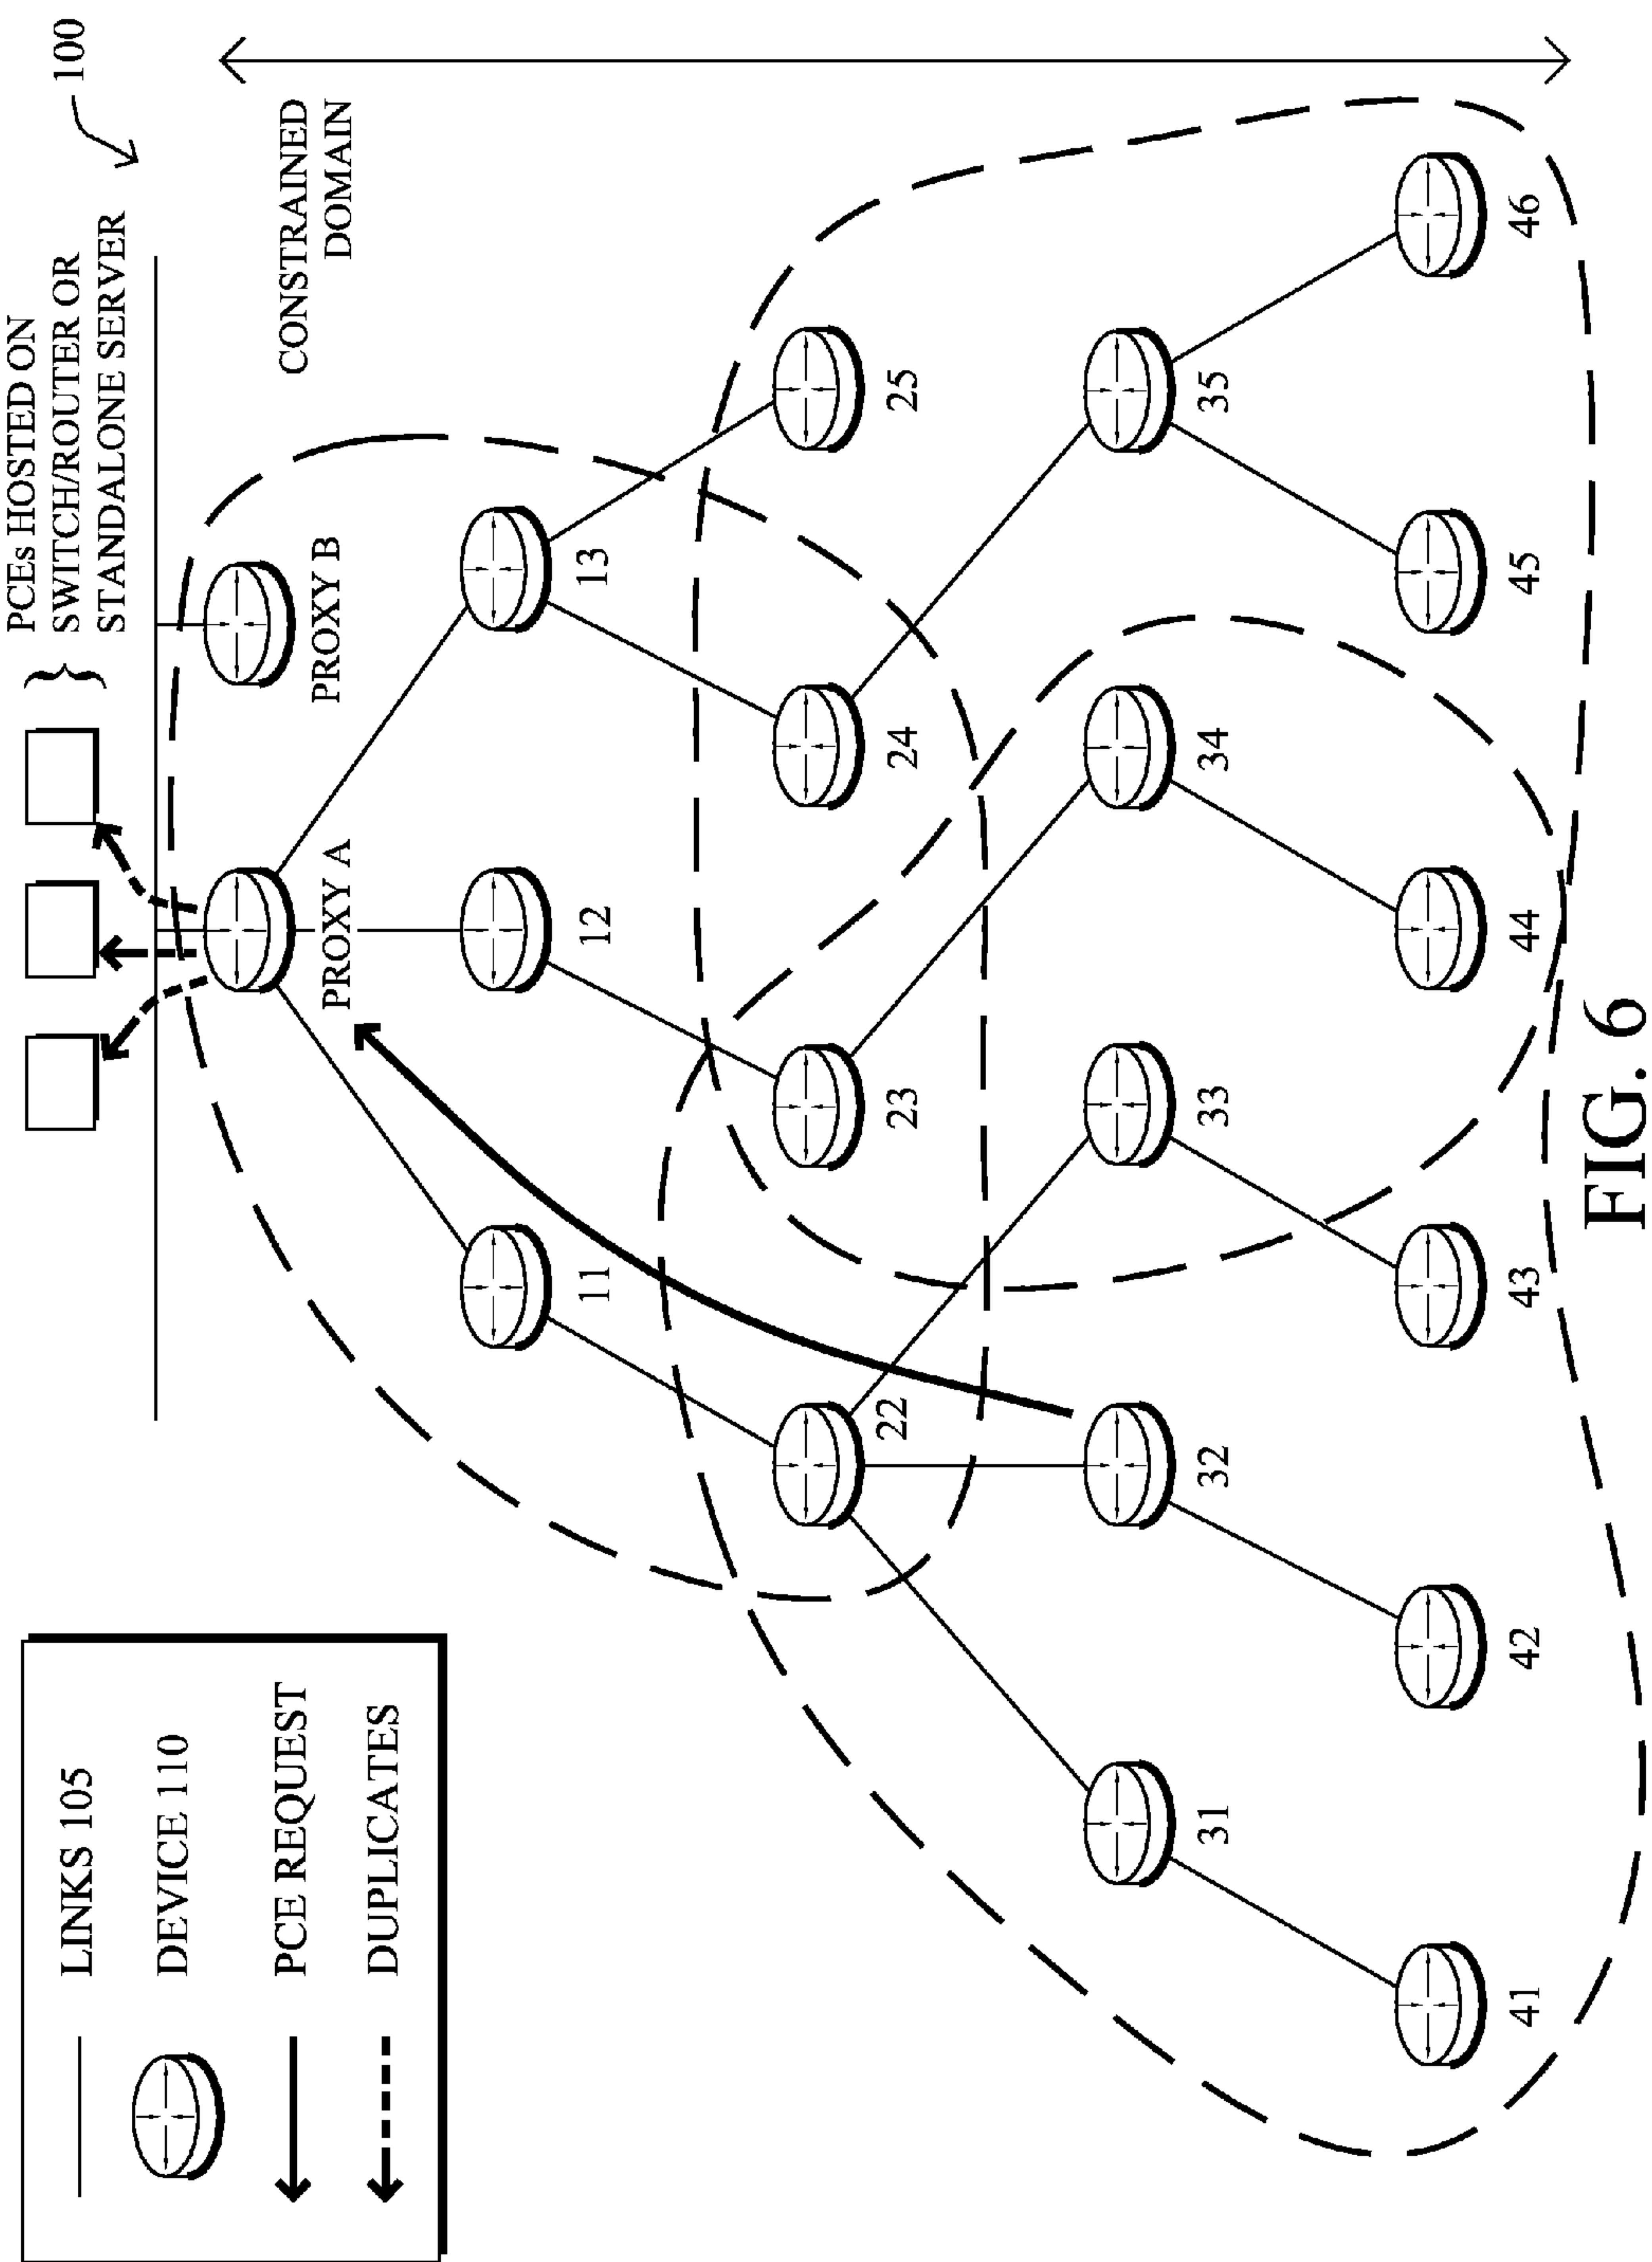 LINKS 105
DEVICE 110
PCE REQUEST
DUPLICATES
PCEs HOSTED ON
SWITCH/ROUTER OR
STANDALONE SERVER
100
CONSTRAINED
DOMAIN
PROXY A
PROXY B
11
12
13
22
23
24
25
31
32
33
34
35
41
42
43
44
45
46
FIG. 6